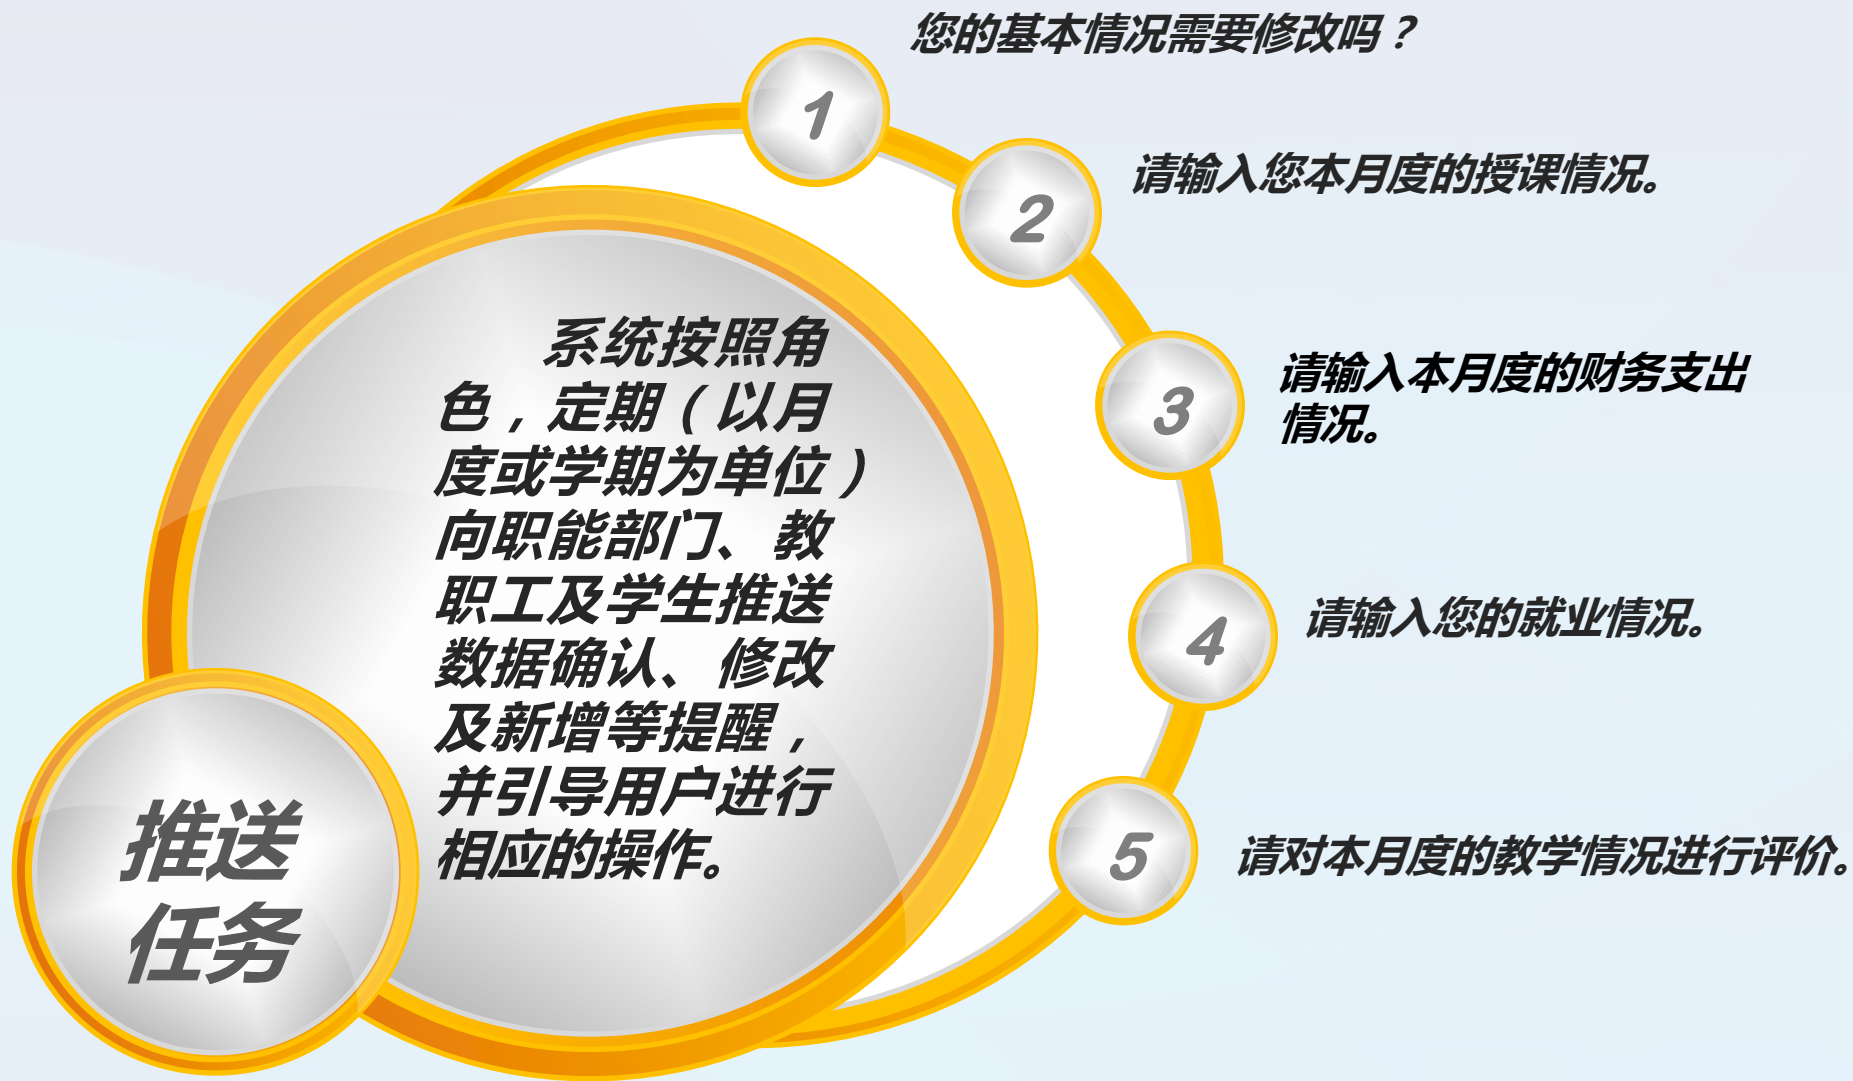 您的基本情况需要修改吗？
1
请输入您本月度的授课情况。
2
请输入本月度的财务支出
情况。
3
请输入您的就业情况。
4
请对本月度的教学情况进行评价。
5
系统按照角
色，定期（以月
度或学期为单位）
向职能部门、教
职工及学生推送
数据确认、修改
及新增等提醒，
并引导用户进行
相应的操作。
推送
任务